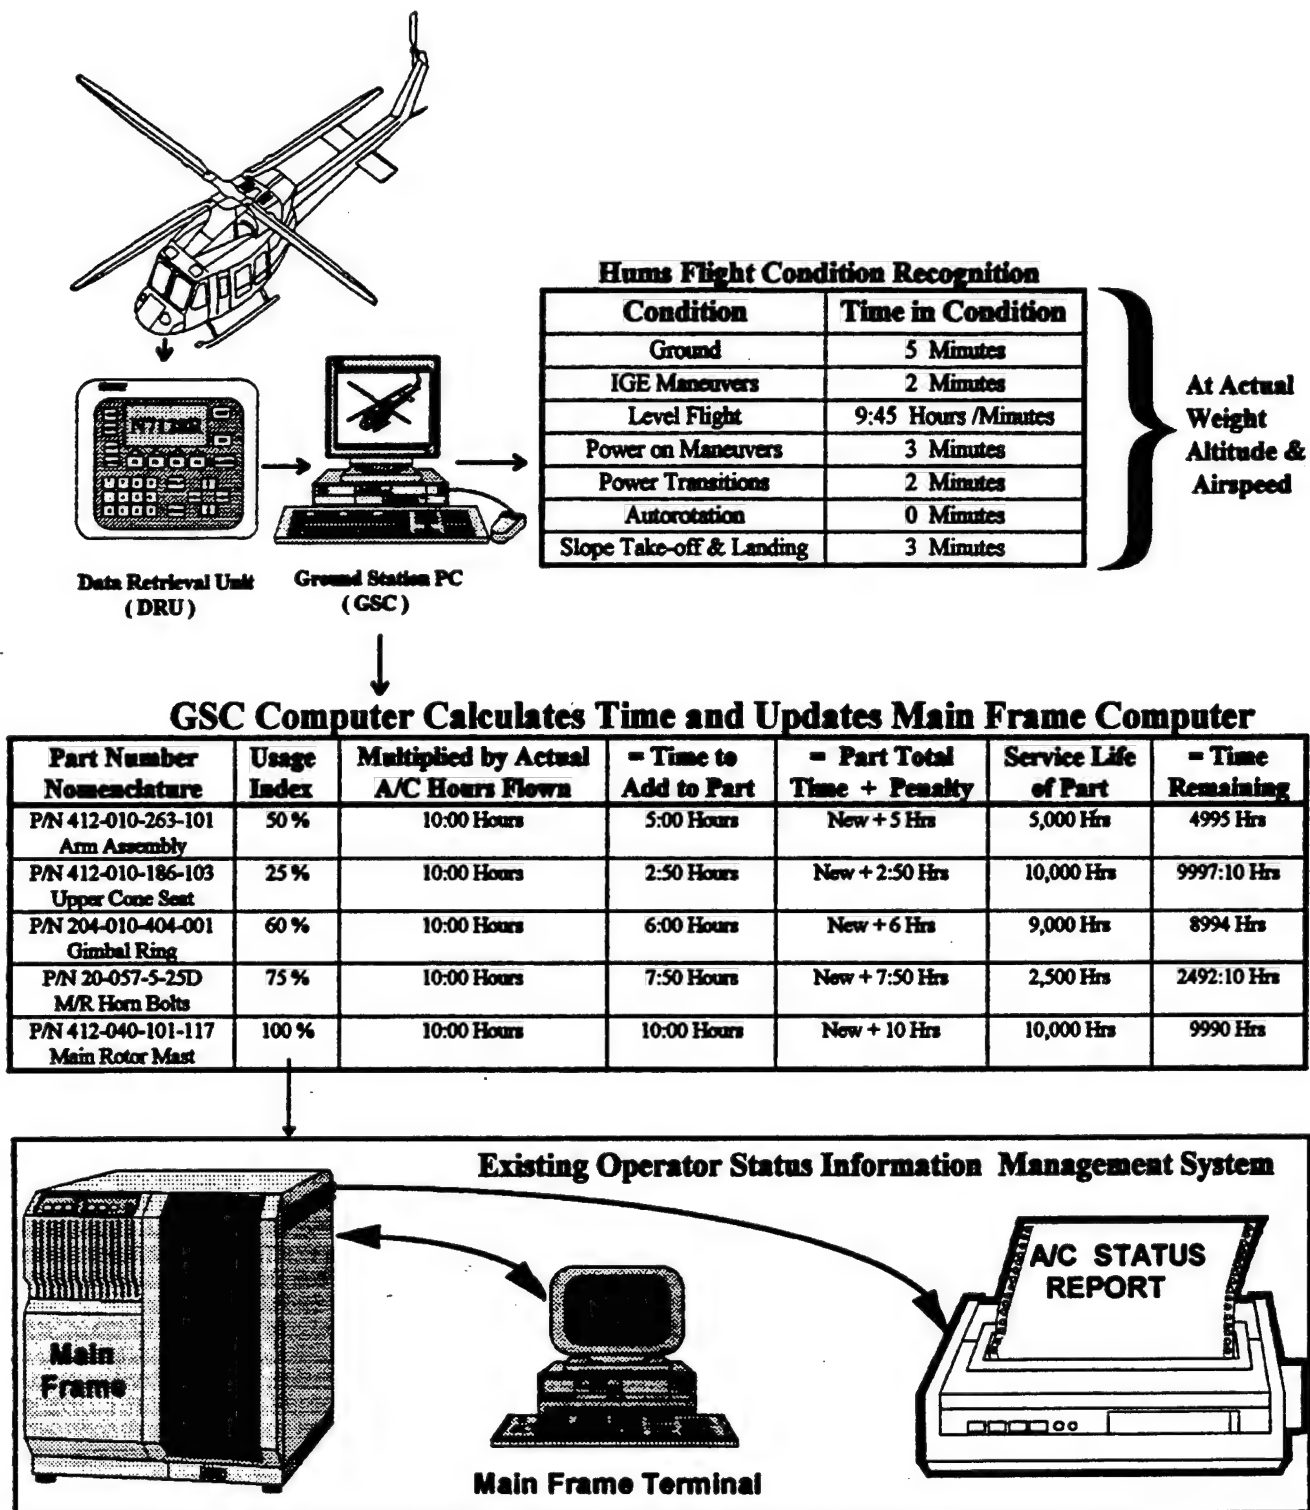 Hums Flight Condition Recognition
Condition Time in Condition
Ground 5 Minutes
IGE Maneuvers 2 Minutes
Level Flight 9:45 Hours /Minutes
Power on Maneuvers 3 Minutes
Power Transitions 2 Minutes
Autorotation 0 Minutes
Slope Take-off & Landing 3 Minutes
At Actual
Weight
Altitude &
Airspeed
Data Retrieval Unit
( DRU )
Ground Station PC
( GSC )
GSC Computer Calculates Time and Updates Main Frame Computer
Part Number Usage Multiplied by Actual = Time to = Part Total Service Life = Time
Nomenclature Index A/C Hours Flown Add to Part Time + Penalty of Part Remaining
P/N 412-010-263-101 50 % 10:00 Hours 5:00 Hours New + 5 Hrs 5,000 Hrs 4995 Hrs
Arm Assembly
P/N 412-010-186-103 25 % 10:00 Hours 2:50 Hours New + 2:50 Hrs 10,000 Hrs 9997:10 Hrs
Upper Cone Seat
P/N 204-010-404-001 60 % 10:00 Hours 6:00 Hours New + 6 Hrs 9,000 Hrs 8994 Hrs
Gimbal Ring
P/N 20-057-5-25D 75 % 10:00 Hours 7:50 Hours New + 7:50 Hrs 2,500 Hrs 2492:10 Hrs
M/R Horn Bolts
P/N 412-040-101-117 100 % 10:00 Hours 10:00 Hours New + 10 Hrs 10,000 Hrs 9990 Hrs
Main Rotor Mast
Existing Operator Status Information Management System
A/C STATUS
REPORT
Main
Frame
Main Frame Terminal